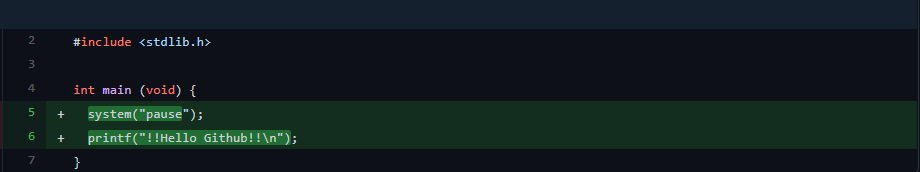 2 #include <stdlib.h>
3
4 int main (void) {
5 + system("pause");
6 + printf("!!Hello Github!!\n");
7 }